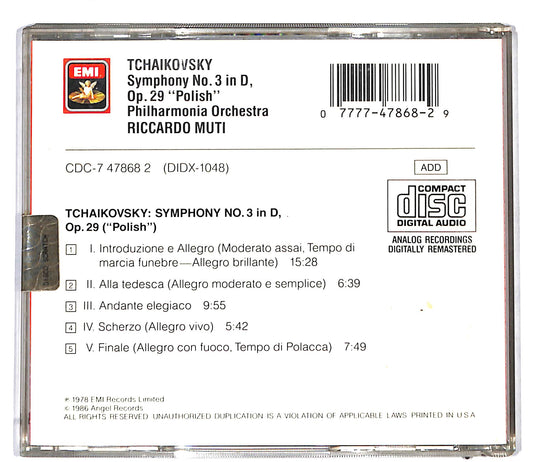 EMI
TCHAIKOVSKY
Symphony No. 3 in D,
Op. 29 “Polish”
Philharmonia Orchestra
RICCARDO MUTI
0 7777-47868-2 9
CDC-7 47868 2 (DIDX-1048)
ADD
COMPACT
disc
DIGITAL AUDIO
ANALOG RECORDINGS
DIGITALLY REMASTERED
TCHAIKOVSKY: SYMPHONY NO. 3 in D,
Op. 29 (“Polish”)
1 I. Introduzione e Allegro (Moderato assai, Tempo di
marcia funebre—Allegro brillante) 15:28
2 II. Alla tedesca (Allegro moderato e semplice) 6:39
3 III. Andante elegiaco 9:55
4 IV. Scherzo (Allegro vivo) 5:42
5 V. Finale (Allegro con fuoco, Tempo di Polacca) 7:49
℗ 1978 EMI Records Limited
© 1986 Angel Records
ALL RIGHTS RESERVED. UNAUTHORIZED DUPLICATION IS A VIOLATION OF APPLICABLE LAWS. PRINTED IN U.S.A.